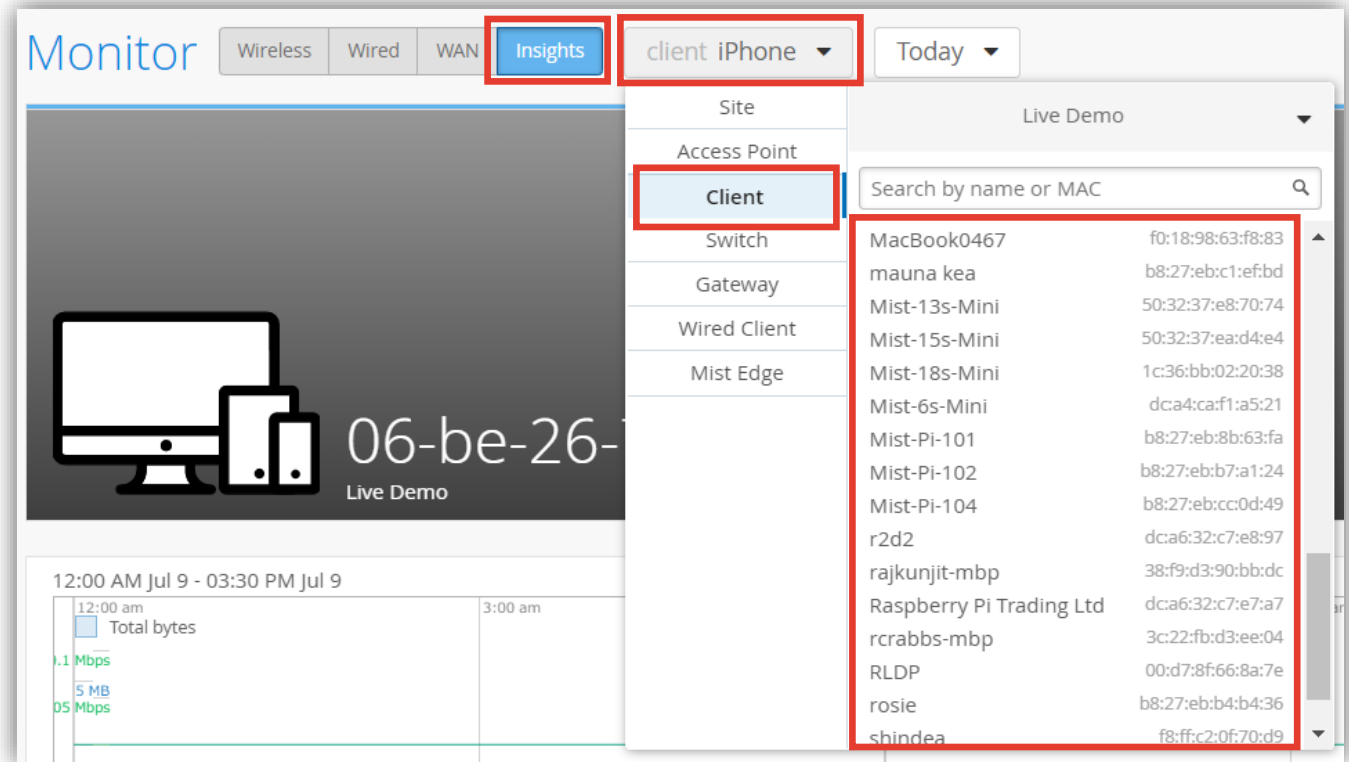 Monitor Wireless Wired WAN Insights client iPhone Today
Site
Access Point
Client
Switch
Gateway
Wired Client
Mist Edge
Live Demo
Search by name or MAC
MacBook0467 f0:18:98:63:f8:83
mauna kea b8:27:eb:c1:ef:bd
Mist-13s-Mini 50:32:37:e8:70:74
Mist-15s-Mini 50:32:37:ea:d4:e4
Mist-18s-Mini 1c:36:bb:02:20:38
Mist-6s-Mini dc:a4:ca:f1:a5:21
Mist-Pi-101 b8:27:eb:8b:63:fa
Mist-Pi-102 b8:27:eb:b7:a1:24
Mist-Pi-104 b8:27:eb:cc:0d:49
r2d2 dc:a6:32:c7:e8:97
rajkunjit-mbp 38:f9:d3:90:bb:dc
Raspberry Pi Trading Ltd dc:a6:32:c7:e7:a7
rcrabbs-mbp 3c:22:fb:d3:ee:04
RLDP 00:d7:8f:66:8a:7e
rosie b8:27:eb:b4:b4:36
shindea f8:ff:c2:0f:70:d9
06-be-26-
Live Demo
12:00 AM Jul 9 - 03:30 PM Jul 9
12:00 am 3:00 am
Total bytes
.1 Mbps
5 MB
05 Mbps